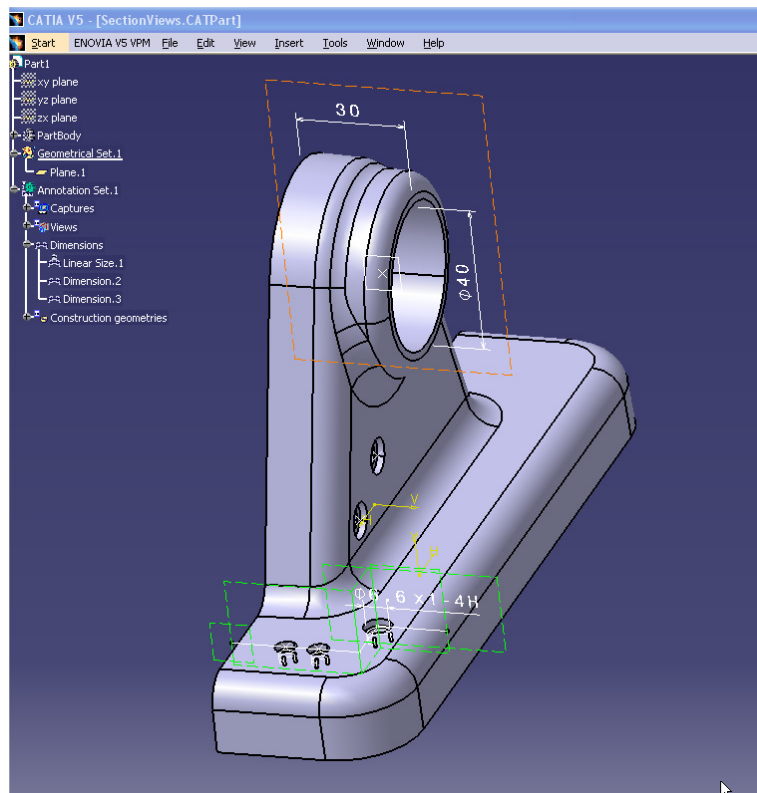 CATIA V5 - [SectionViews.CATPart]
Start ENOVIA V5 VPM File Edit View Insert Tools Window Help
Part1
xy plane
yz plane
zx plane
PartBody
Geometrical Set.1
Plane.1
Annotation Set.1
Captures
Views
Dimensions
Linear Size.1
Dimension.2
Dimension.3
Construction geometries
30
Φ40
V
H
Φ6.6x1-4H